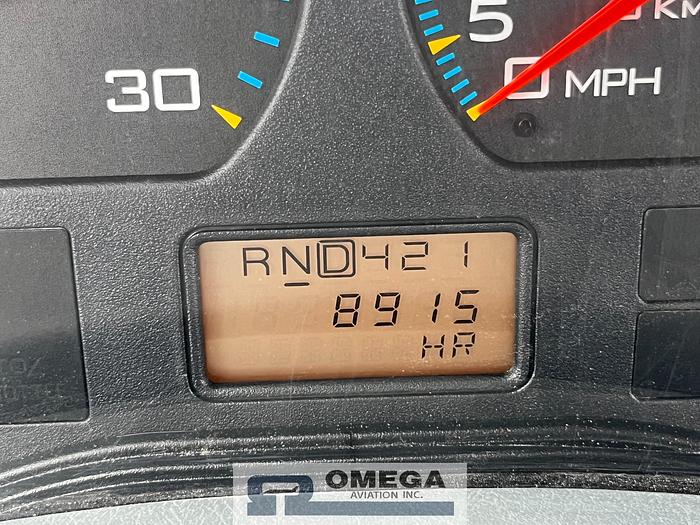 30
5
0 MPH
KM
RND421
8915
HR
OMEGA
AVIATION INC.